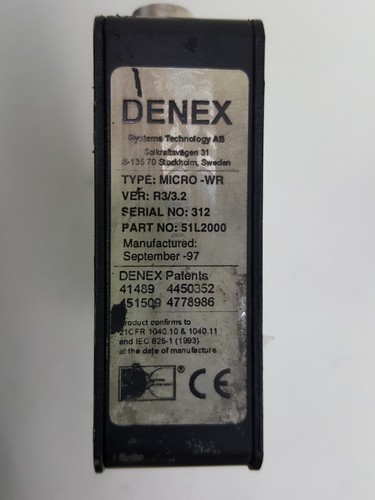 DENEX
Systems Technology AB
Solkraftsvägen 31
S-135 70 Stockholm, Sweden
TYPE: MICRO -WR
VER: R3/3.2
SERIAL NO: 312
PART NO: 51L2000
Manufactured:
September -97
DENEX Patents
41489 4450352
451509 4778986
product confirms to
21CFR 1040.10 & 1040.11
and IEC 825-1 (1993)
at the date of manufacture
CE